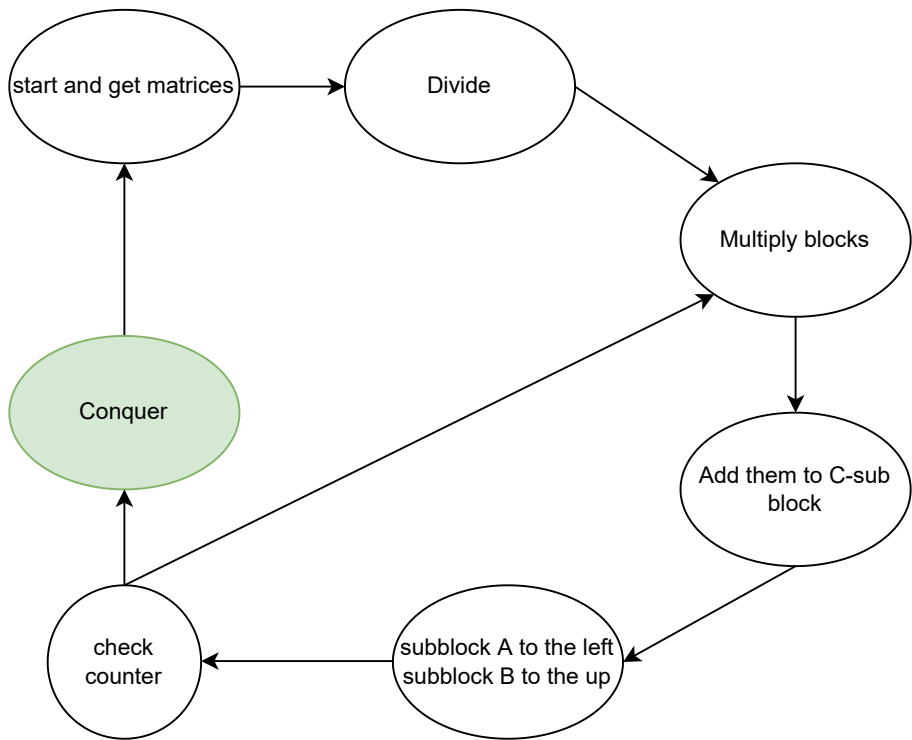 start and get matrices
Divide
Multiply blocks
Conquer
Add them to C-sub
block
subblock A to the left
subblock B to the up
check
counter